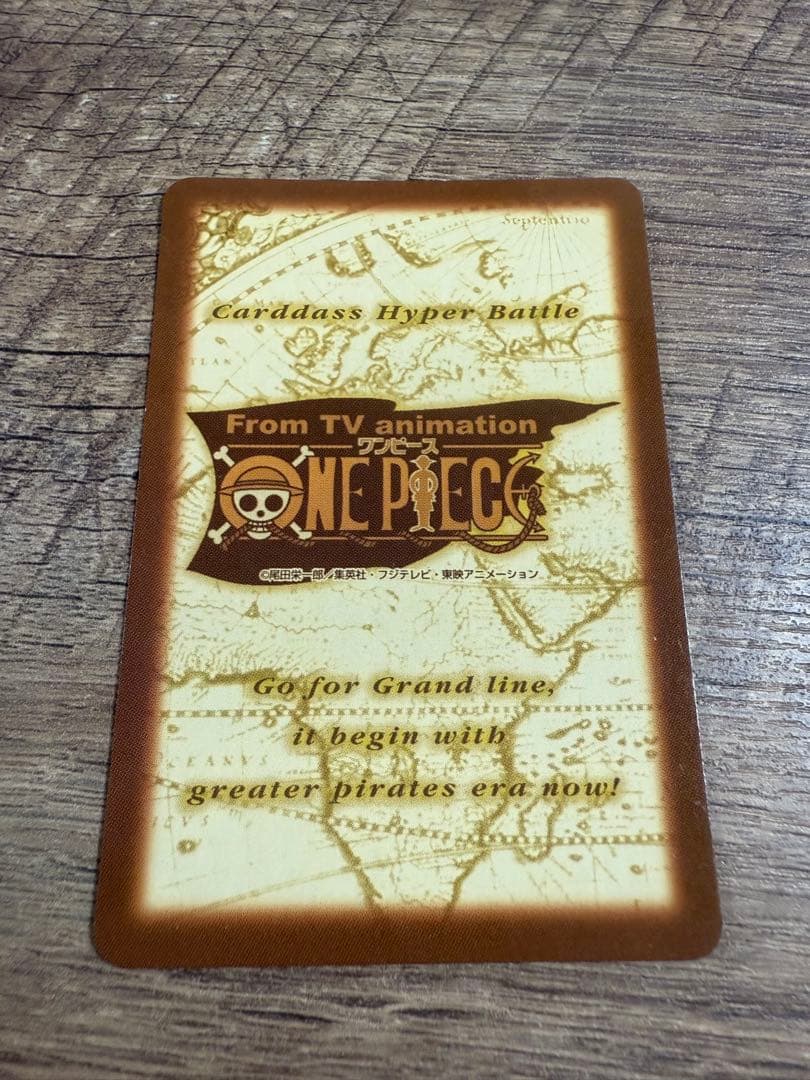 Septentrio
Carddass Hyper Battle
From TV animation
ワンピース
ONE PIECE
©尾田栄一郎／集英社・フジテレビ・東映アニメーション
Go for Grand line,
it begin with
greater pirates era now!